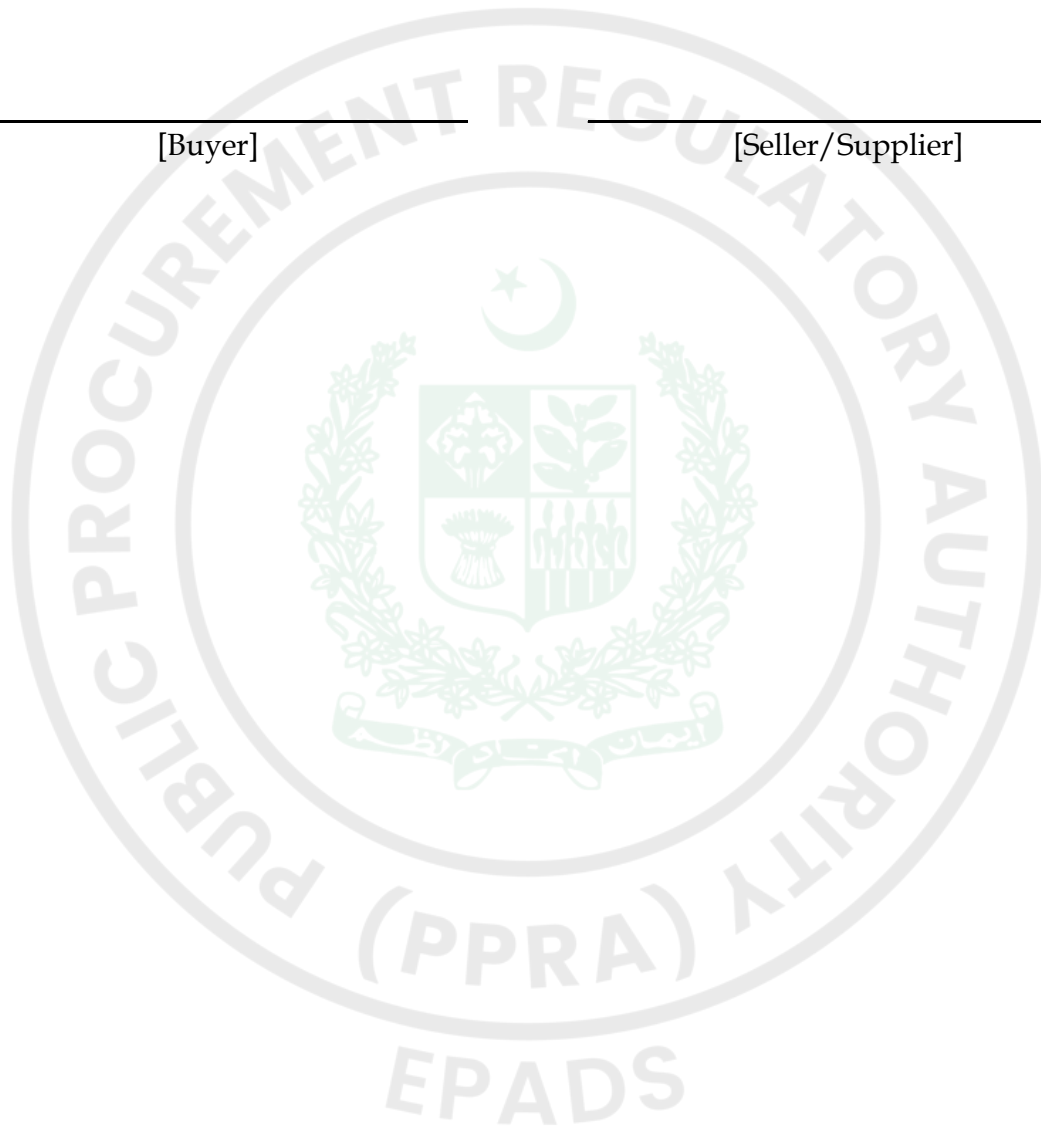 [Buyer] [Seller/Supplier]
PUBLIC PROCUREMENT REGULATORY AUTHORITY
(PPRA)
EPADS